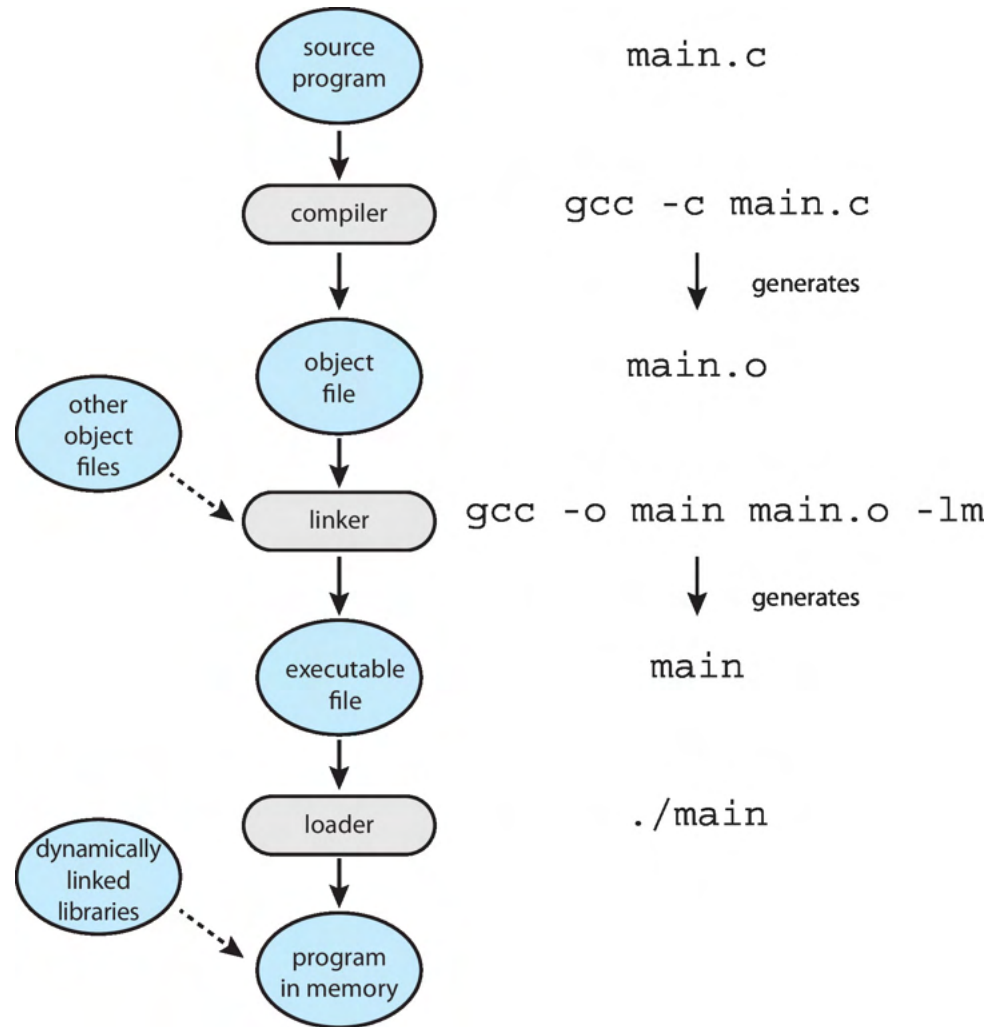 source
program
main.c
compiler
gcc -c main.c
generates
object
file
main.o
other
object
files
linker
gcc -o main main.o -lm
generates
executable
file
main
loader
./main
dynamically
linked
libraries
program
in memory